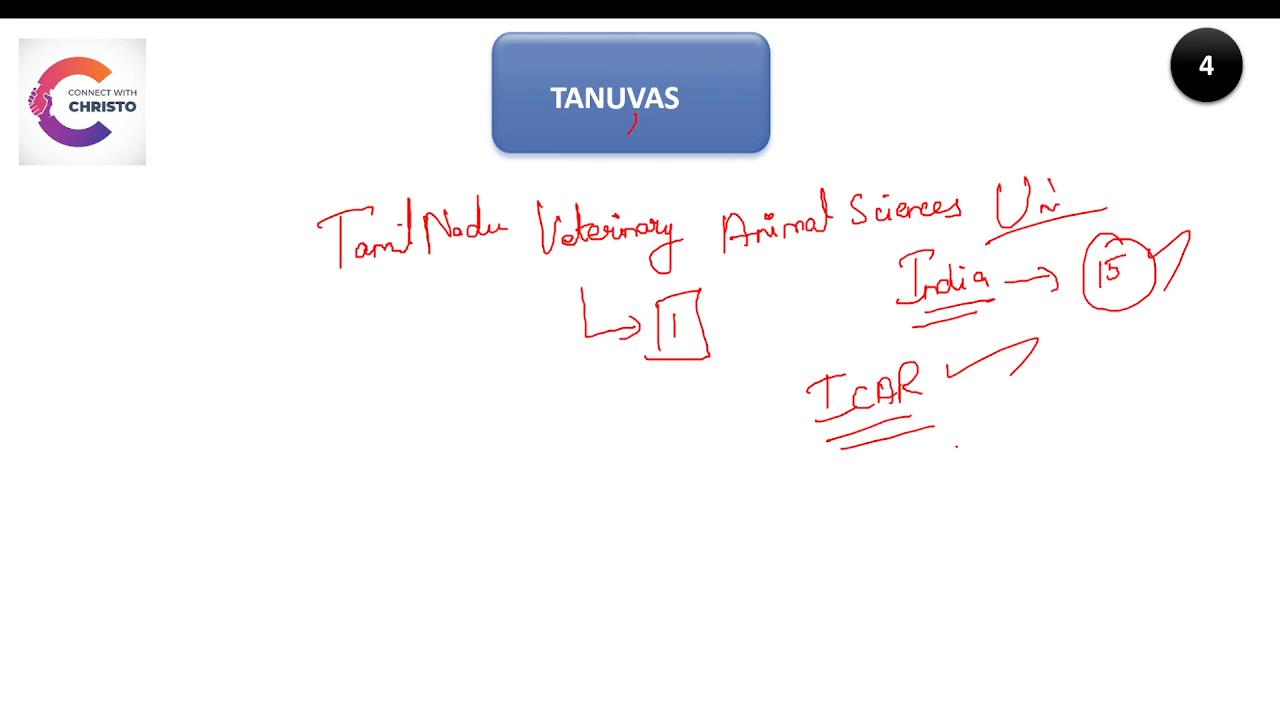 CONNECT WITH
CHRISTO
TANUVAS
4
Tamil Nadu Veterinary Animal Sciences Uni
India → 15
1
ICAR